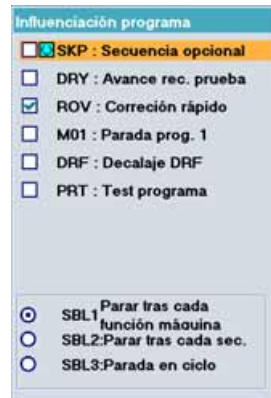 Influenciación programa
SKP : Secuencia opcional
DRY : Avance rec. prueba
ROV : Correción rápido
M01 : Parada prog. 1
DRF : Decalaje DRF
PRT : Test programa
SBL1 Parar tras cada
función máquina
SBL2:Parar tras cada sec.
SBL3:Parada en ciclo